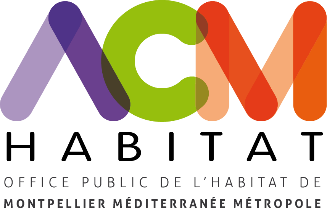 ACM
HABITAT
OFFICE PUBLIC DE L'HABITAT DE
MONTPELLIER MÉDITERRANÉE MÉTROPOLE